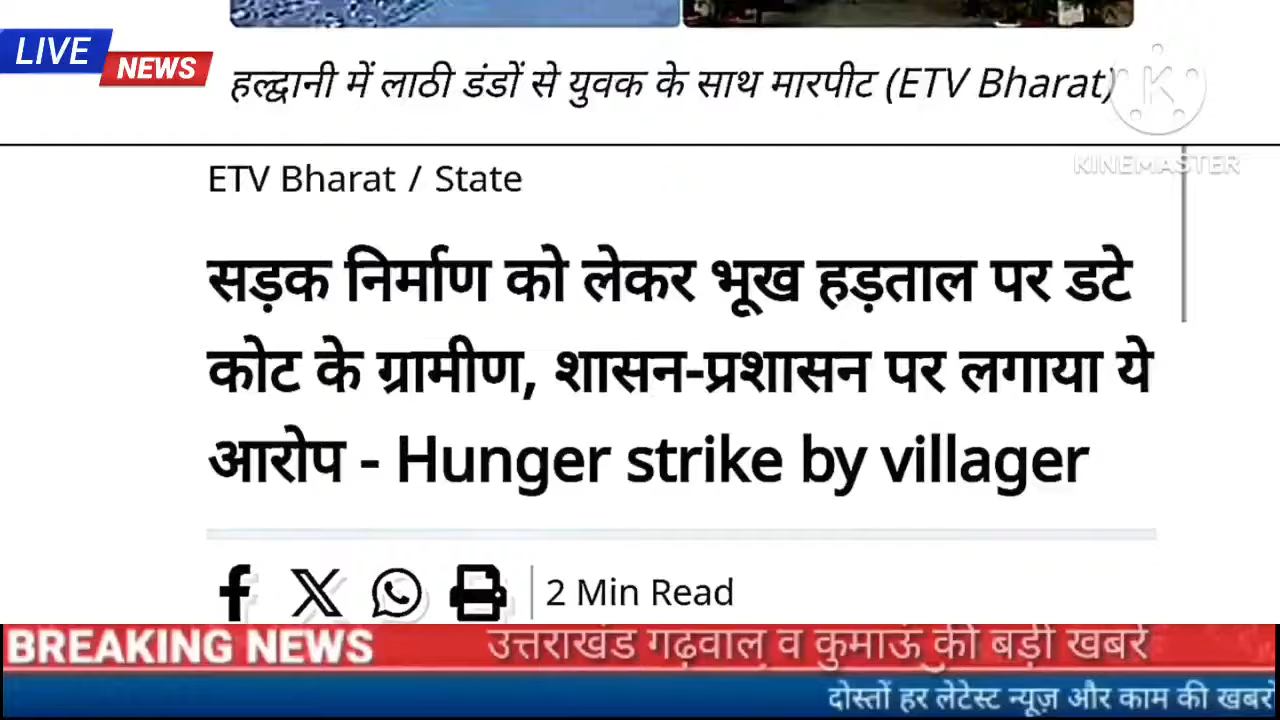 LIVE
NEWS
हल्द्वानी में लाठी डंडों से युवक के साथ मारपीट (ETV Bharat)
K
KINEMASTER
ETV Bharat / State
सड़क निर्माण को लेकर भूख हड़ताल पर डटे
कोट के ग्रामीण, शासन-प्रशासन पर लगाया ये
आरोप - Hunger strike by villager
2 Min Read
BREAKING NEWS
उत्तराखंड गढ़वाल व कुमाऊं की बड़ी खबरें
दोस्तों हर लेटेस्ट न्यूज़ और काम की खबरों